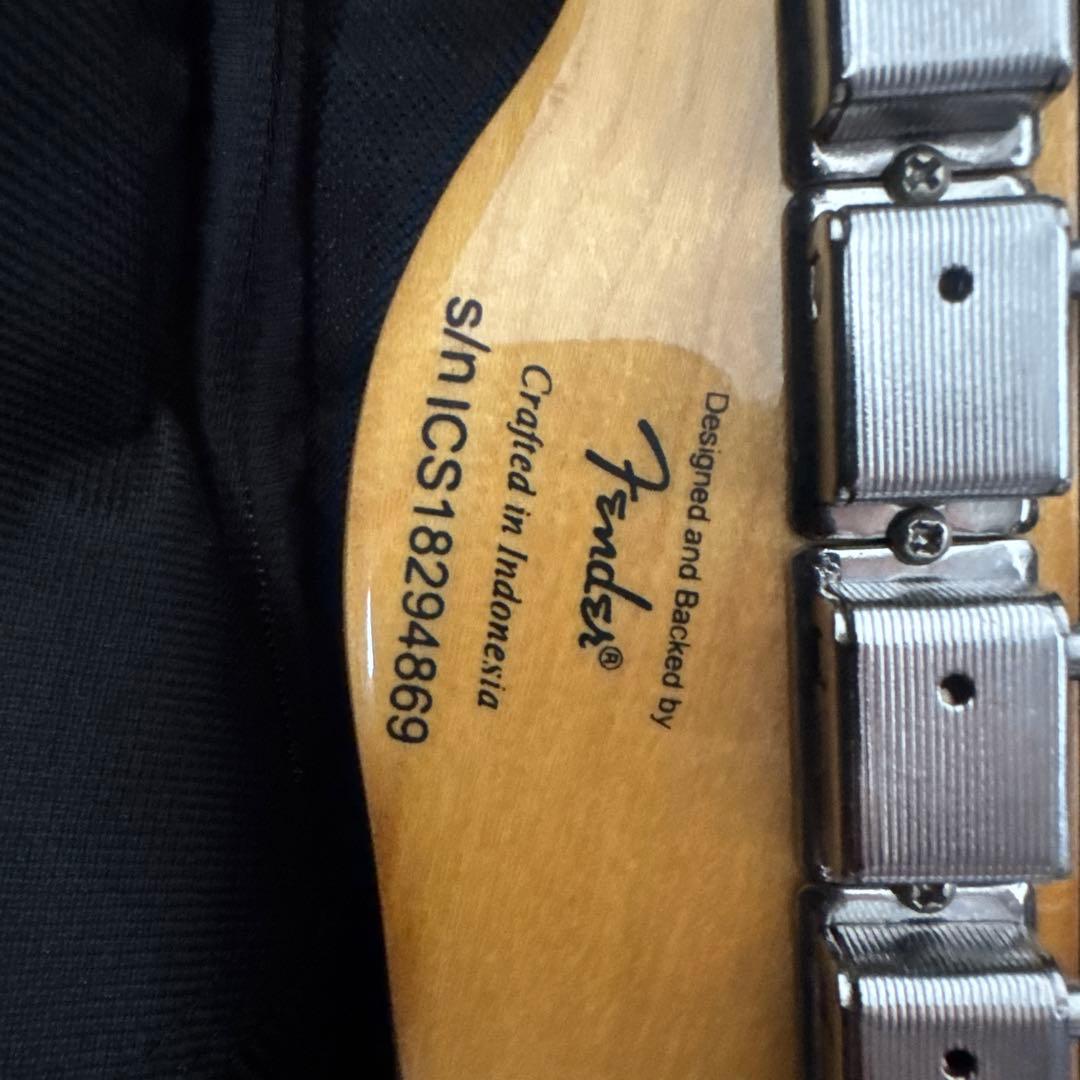 Designed and Backed by
Fender®
Crafted in Indonesia
s/n ICS18294869